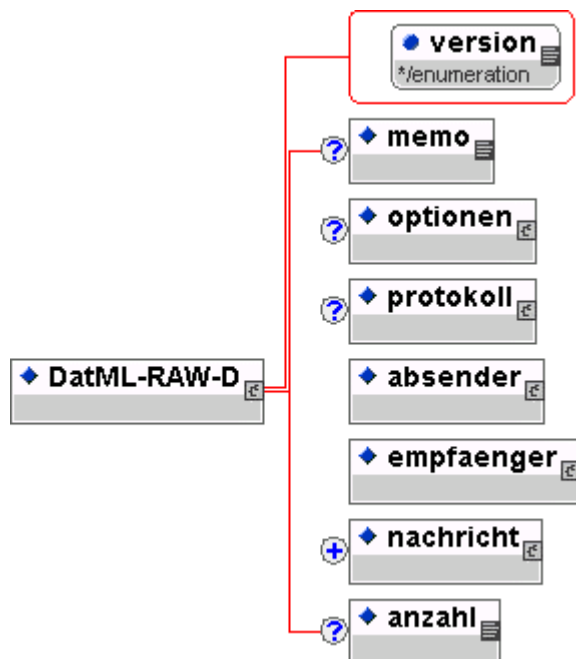 version
*/enumeration
? memo
? optionen
? protokoll
DatML-RAW-D
absender
empfaenger
+ nachricht
? anzahl